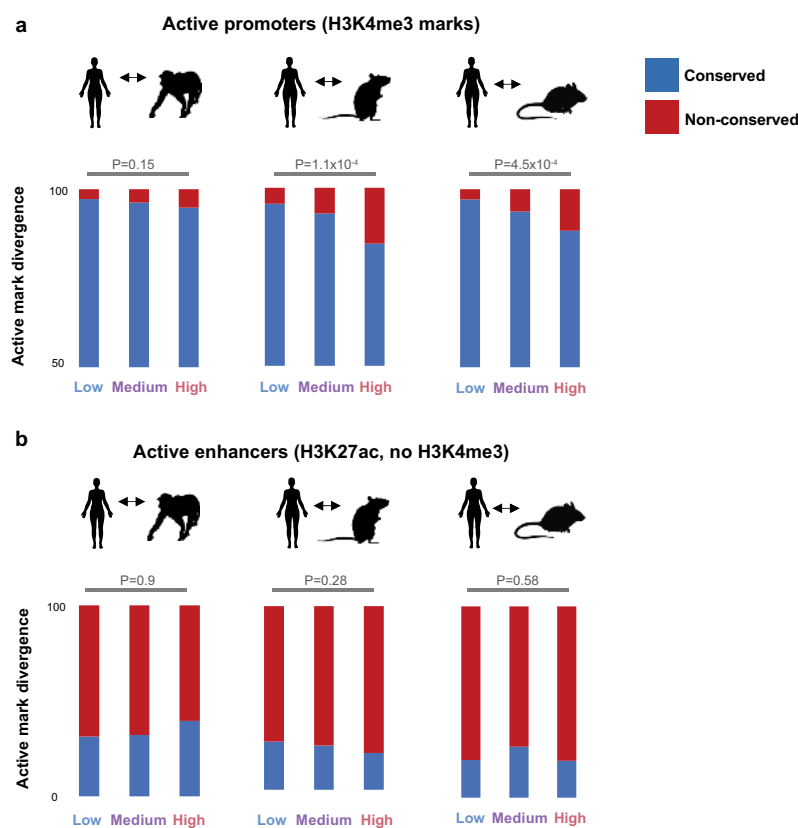 a
Active promoters (H3K4me3 marks)
Conserved
Non-conserved
P=0.15
P=1.1x10⁻⁴
P=4.5x10⁻⁴
Active mark divergence
100
50
Low Medium High
Low Medium High
Low Medium High
b
Active enhancers (H3K27ac, no H3K4me3)
P=0.9
P=0.28
P=0.58
Active mark divergence
100
0
Low Medium High
Low Medium High
Low Medium High